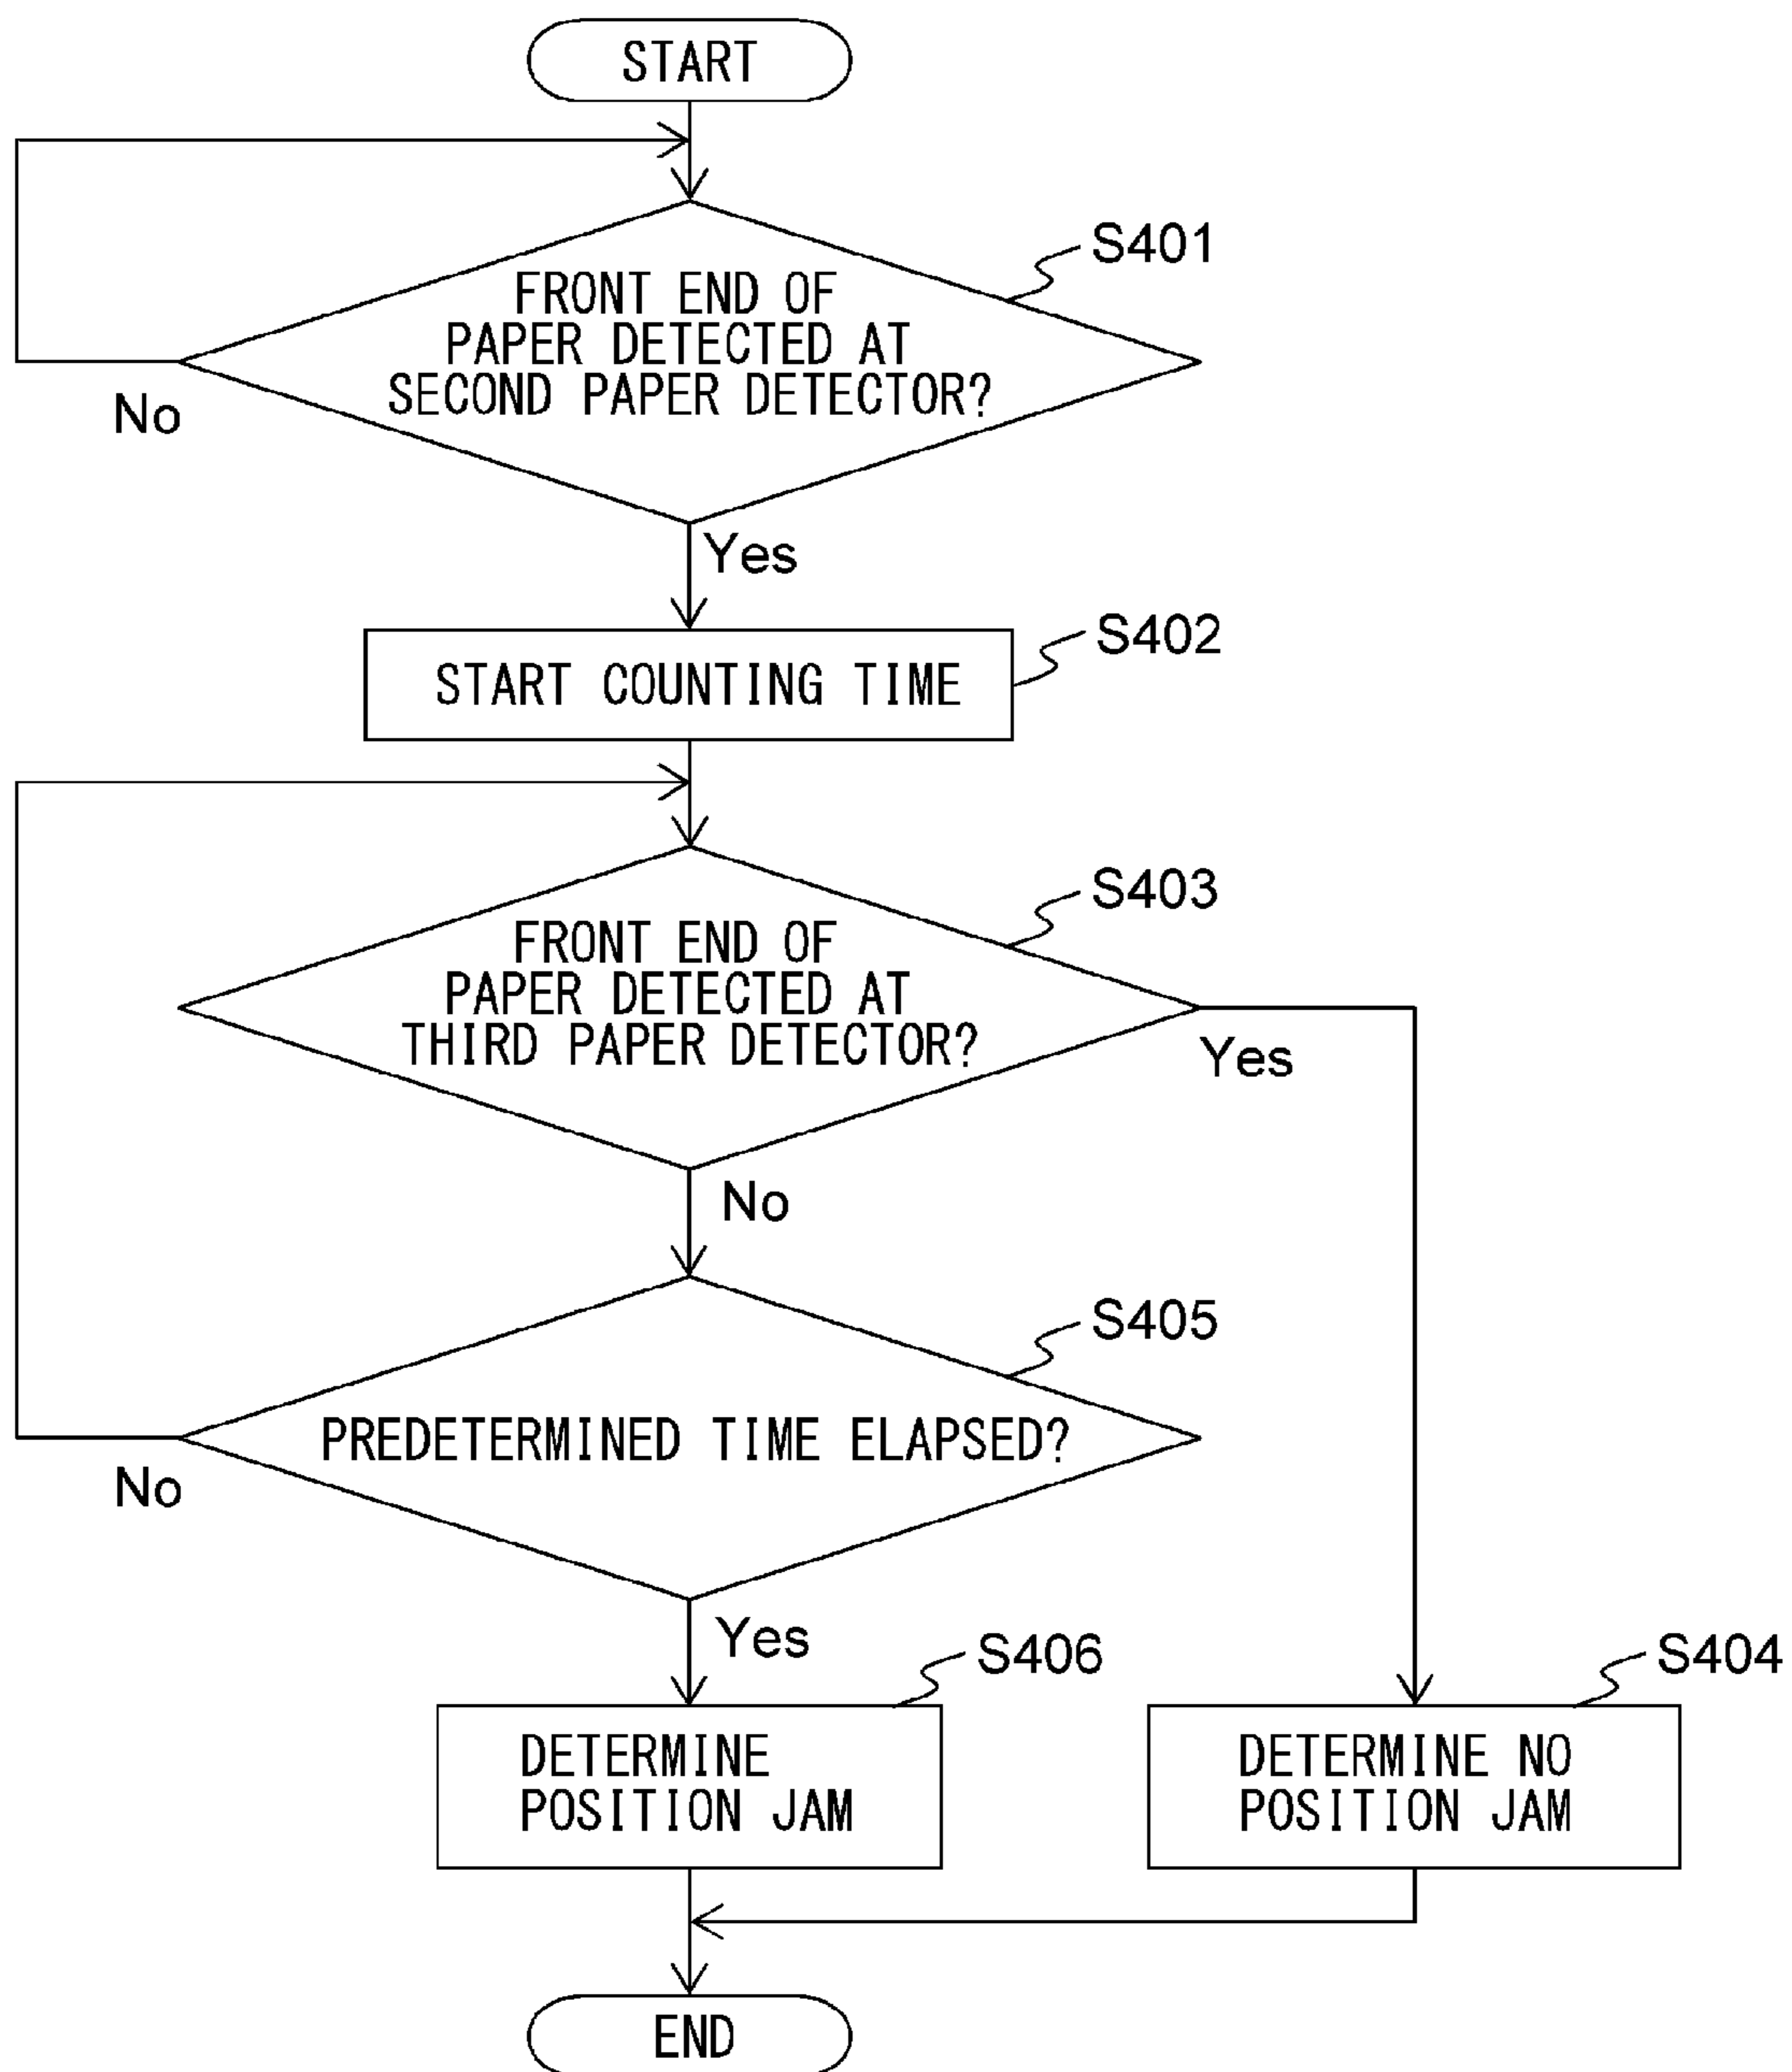 START
S401
FRONT END OF
PAPER DETECTED AT
SECOND PAPER DETECTOR?
No
Yes
S402
START COUNTING TIME
S403
FRONT END OF
PAPER DETECTED AT
THIRD PAPER DETECTOR?
Yes
No
S405
PREDETERMINED TIME ELAPSED?
No
Yes
S406
S404
DETERMINE
POSITION JAM
DETERMINE NO
POSITION JAM
END